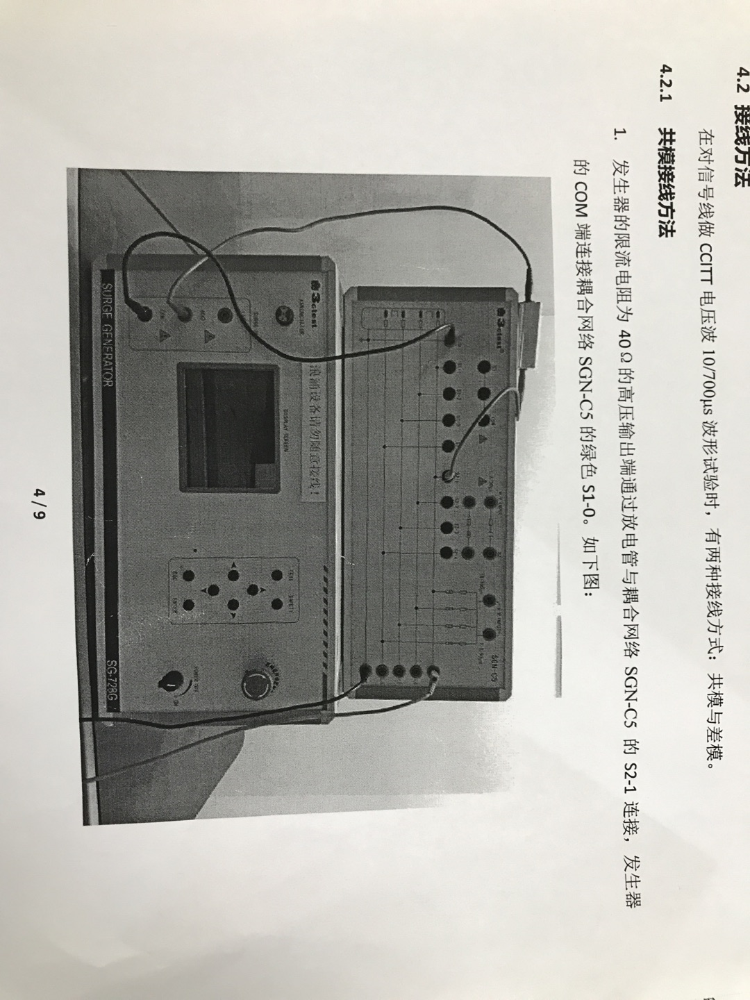 4.2 接线方法
在对信号线做 CCITT 电压波 10/700μs 波形试验时，有两种接线方式：共模与差模。
4.2.1 共模接线方法
1. 发生器的限流电阻为 40Ω的高压输出端通过放电管与耦合网络 SGN-C5 的 S2-1 连接，发生器
的 COM 端连接耦合网络 SGN-C5 的绿色 S1-0。如下图：
3ctest
SGN-C5
3ctest
浪涌设备请勿随意接线！
DISPLAY SCREEN
SURGE GENERATOR
SG-728G
4 / 9